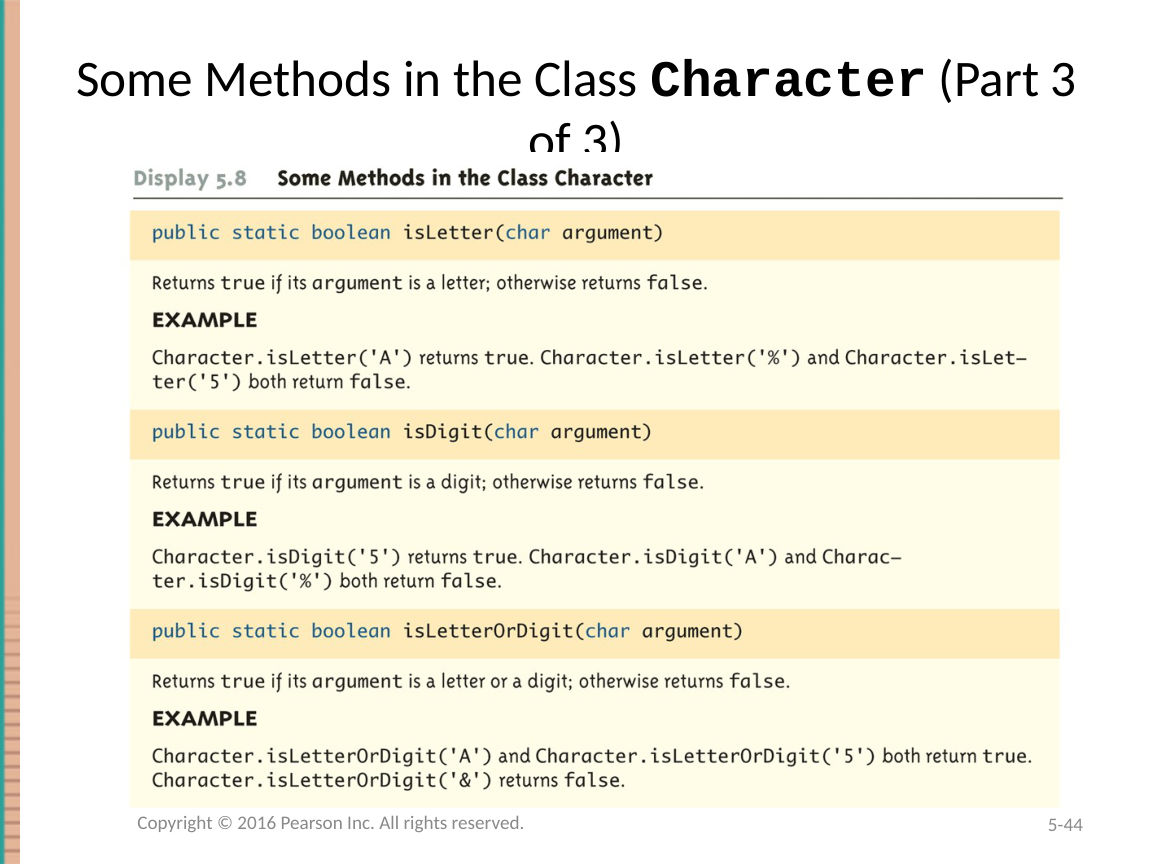 Some Methods in the Class Character (Part 3
of 3)
Display 5.8 Some Methods in the Class Character
public static boolean isLetter(char argument)
Returns true if its argument is a letter; otherwise returns false.
EXAMPLE
Character.isLetter('A') returns true. Character.isLetter('%') and Character.isLet–
ter('5') both return false.
public static boolean isDigit(char argument)
Returns true if its argument is a digit; otherwise returns false.
EXAMPLE
Character.isDigit('5') returns true. Character.isDigit('A') and Charac–
ter.isDigit('%') both return false.
public static boolean isLetterOrDigit(char argument)
Returns true if its argument is a letter or a digit; otherwise returns false.
EXAMPLE
Character.isLetterOrDigit('A') and Character.isLetterOrDigit('5') both return true.
Character.isLetterOrDigit('&') returns false.
Copyright © 2016 Pearson Inc. All rights reserved.
5-44